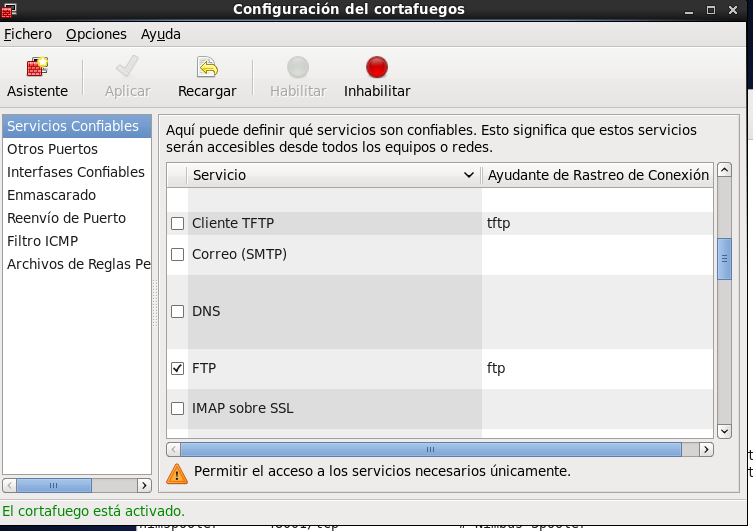 Configuración del cortafuegos
Fichero Opciones Ayuda
Asistente Aplicar Recargar Habilitar Inhabilitar
Servicios Confiables
Otros Puertos
Interfases Confiables
Enmascarado
Reenvío de Puerto
Filtro ICMP
Archivos de Reglas Pe
Aquí puede definir qué servicios son confiables. Esto significa que estos servicios
serán accesibles desde todos los equipos o redes.
Servicio Ayudante de Rastreo de Conexión
Cliente TFTP tftp
Correo (SMTP)
DNS
FTP ftp
IMAP sobre SSL
Permitir el acceso a los servicios necesarios únicamente.
El cortafuego está activado.